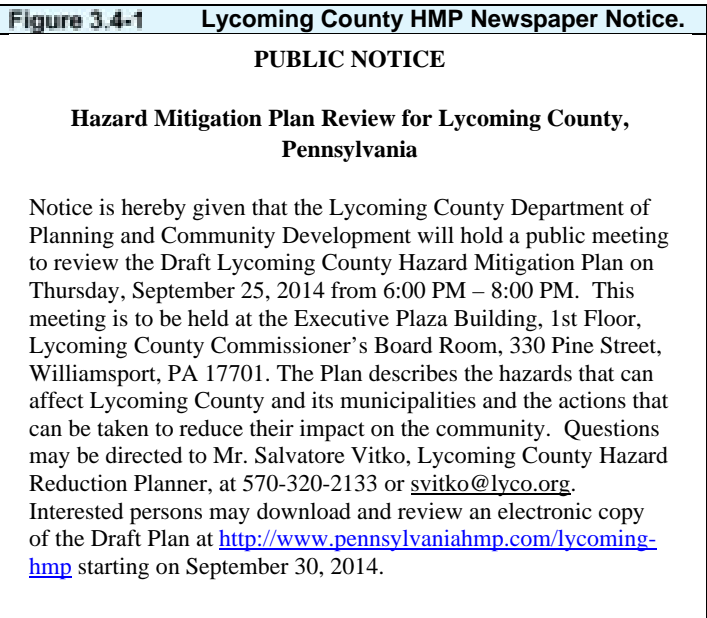 Figure 3.4-1 Lycoming County HMP Newspaper Notice.
PUBLIC NOTICE
Hazard Mitigation Plan Review for Lycoming County,
Pennsylvania
Notice is hereby given that the Lycoming County Department of
Planning and Community Development will hold a public meeting
to review the Draft Lycoming County Hazard Mitigation Plan on
Thursday, September 25, 2014 from 6:00 PM – 8:00 PM.  This
meeting is to be held at the Executive Plaza Building, 1st Floor,
Lycoming County Commissioner’s Board Room, 330 Pine Street,
Williamsport, PA 17701. The Plan describes the hazards that can
affect Lycoming County and its municipalities and the actions that
can be taken to reduce their impact on the community.  Questions
may be directed to Mr. Salvatore Vitko, Lycoming County Hazard
Reduction Planner, at 570-320-2133 or svitko@lyco.org.
Interested persons may download and review an electronic copy
of the Draft Plan at http://www.pennsylvaniahmp.com/lycoming-
hmp starting on September 30, 2014.